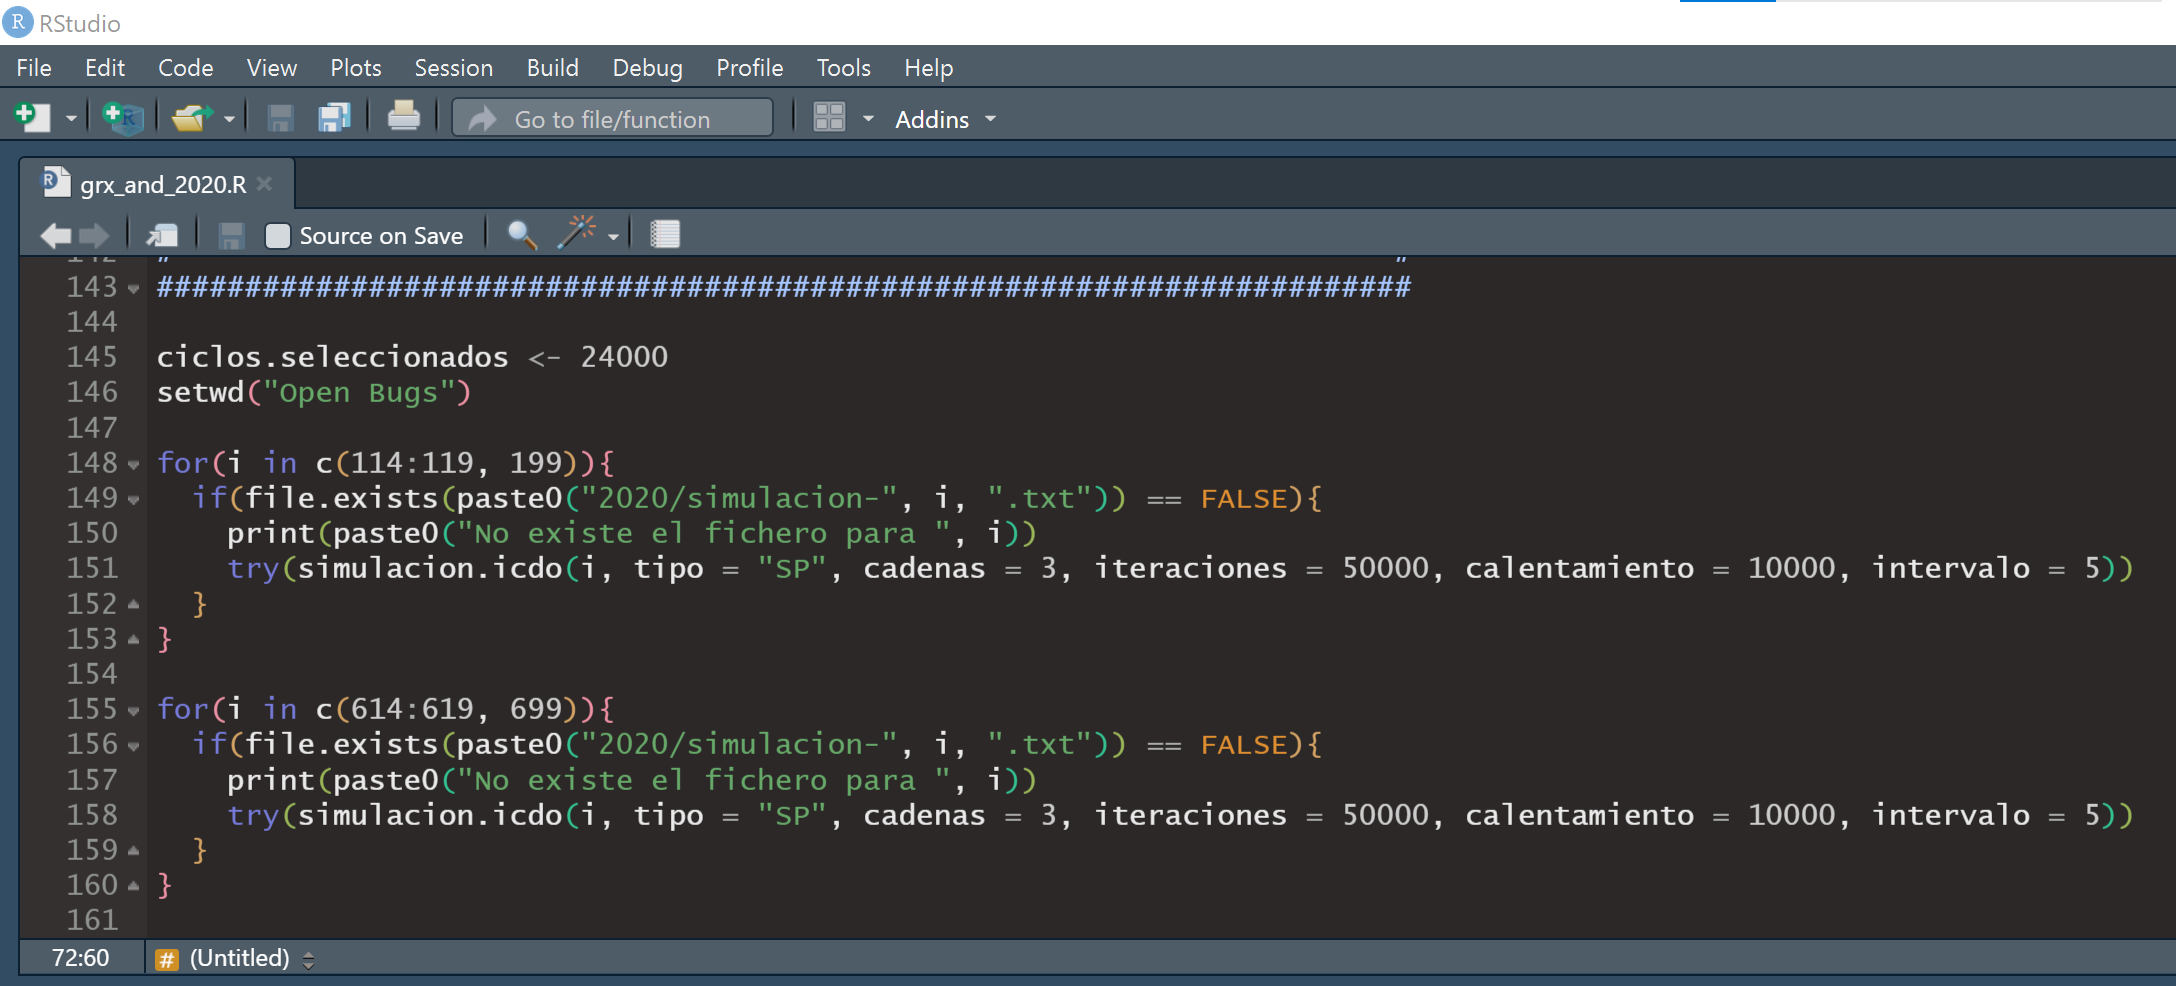 RStudio
File Edit Code View Plots Session Build Debug Profile Tools Help
Go to file/function Addins
grx_and_2020.R
Source on Save
143 #######################################################################
144
145 ciclos.seleccionados <- 24000
146 setwd("Open Bugs")
147
148 for(i in c(114:119, 199)){
149   if(file.exists(paste0("2020/simulacion-", i, ".txt")) == FALSE){
150     print(paste0("No existe el fichero para ", i))
151     try(simulacion.icdo(i, tipo = "SP", cadenas = 3, iteraciones = 50000, calentamiento = 10000, intervalo = 5))
152   }
153 }
154
155 for(i in c(614:619, 699)){
156   if(file.exists(paste0("2020/simulacion-", i, ".txt")) == FALSE){
157     print(paste0("No existe el fichero para ", i))
158     try(simulacion.icdo(i, tipo = "SP", cadenas = 3, iteraciones = 50000, calentamiento = 10000, intervalo = 5))
159   }
160 }
161
72:60 # (Untitled)